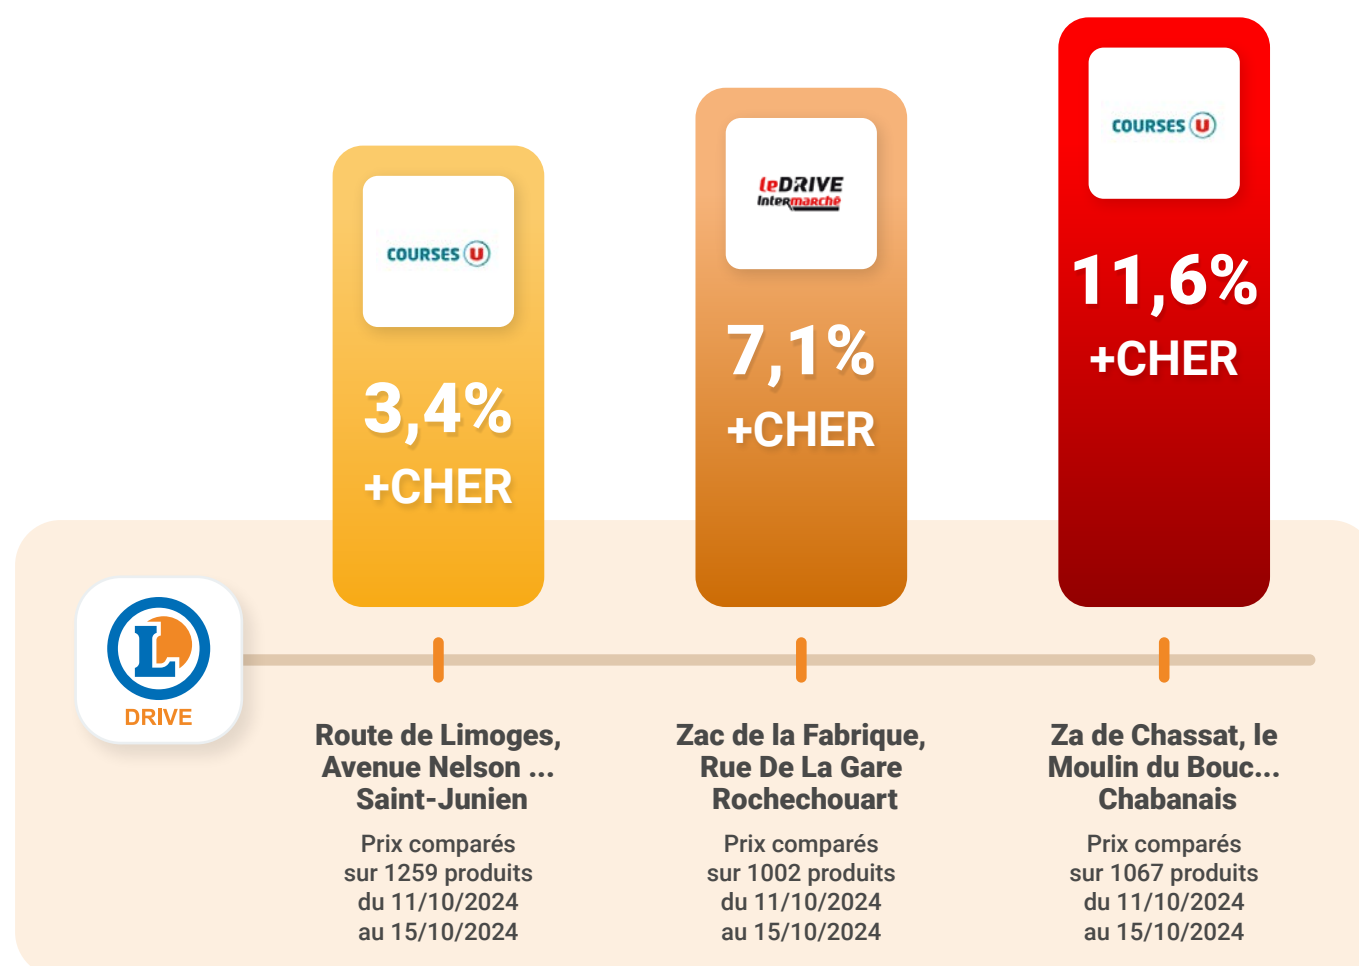 COURSES U
3,4%
+CHER
leDRIVE
Intermarchē
7,1%
+CHER
COURSES U
11,6%
+CHER
L
DRIVE
Route de Limoges,
Avenue Nelson ...
Saint-Junien
Prix comparés
sur 1259 produits
du 11/10/2024
au 15/10/2024
Zac de la Fabrique,
Rue De La Gare
Rochechouart
Prix comparés
sur 1002 produits
du 11/10/2024
au 15/10/2024
Za de Chassat, le
Moulin du Bouc...
Chabanais
Prix comparés
sur 1067 produits
du 11/10/2024
au 15/10/2024